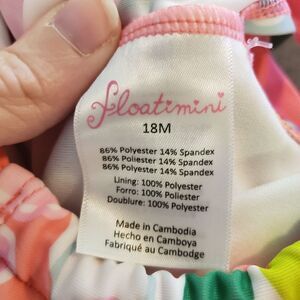 floatimini
18M
86% Polyester 14% Spandex
86% Poliester 14% Spandex
86% Polyester 14% Spandex
Lining: 100% Polyester
Forro: 100% Poliester
Doublure: 100% Polyester
Made in Cambodia
Hecho en Camboya
Fabriqué au Cambodge